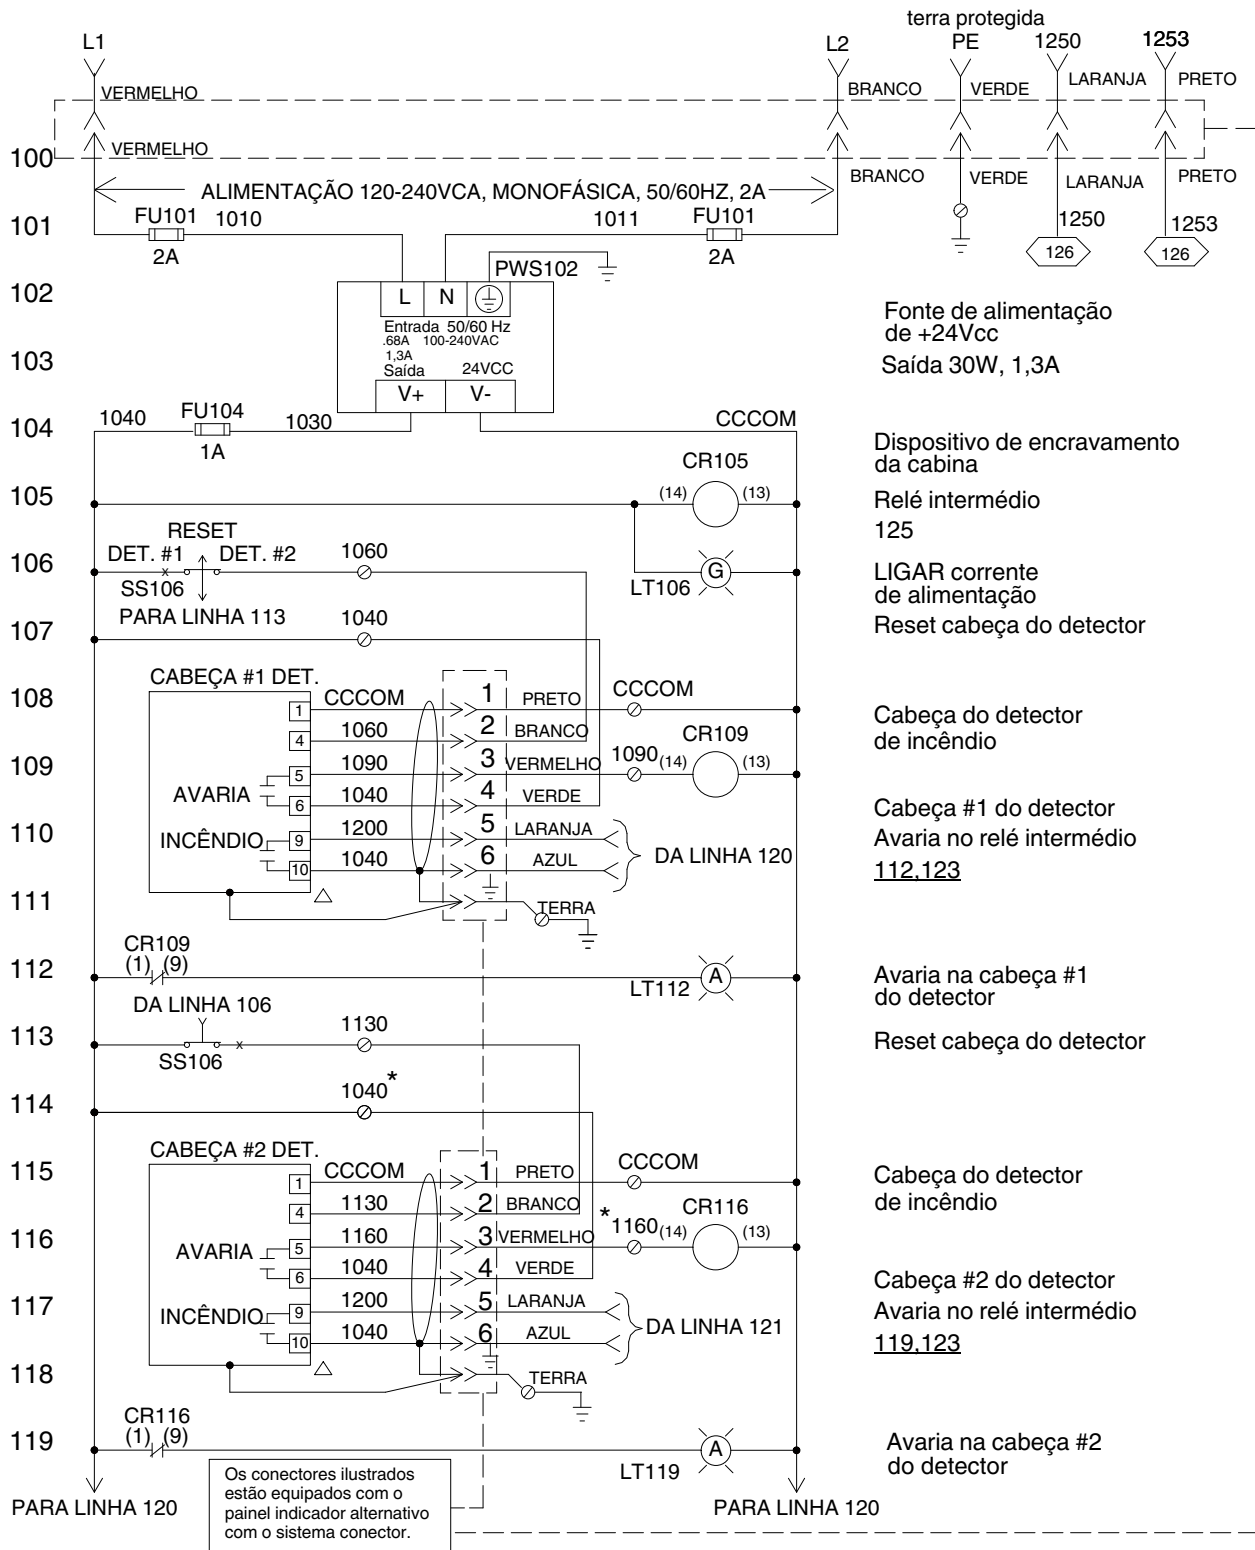 terra protegida
L1
L2
PE
1250
1253
VERMELHO
BRANCO
VERDE
LARANJA
PRETO
100
VERMELHO
BRANCO
VERDE
LARANJA
PRETO
ALIMENTAÇÃO 120-240VCA, MONOFÁSICA, 50/60HZ, 2A
101
FU101
1010
1011
FU101
1250
1253
2A
2A
126
126
PWS102
102
L
N
Entrada 50/60 Hz
.68A 100-240VAC
1,3A
Saída 24VCC
V+
V-
Fonte de alimentação
de +24Vcc
103
Saída 30W, 1,3A
104
1040
FU104
1030
CCCOM
1A
Dispositivo de encravamento
da cabina
CR105
105
(14)
(13)
Relé intermédio
125
RESET
106
DET. #1
DET. #2
1060
G
SS106
LT106
LIGAR corrente
de alimentação
PARA LINHA 113
1040
107
Reset cabeça do detector
CABEÇA #1 DET.
108
CCCOM
1
PRETO
CCCOM
1
Cabeça do detector
de incêndio
1060
2
BRANCO
4
CR109
109
1090
3
VERMELHO
1090
(14)
(13)
5
AVARIA
1040
4
VERDE
6
Cabeça #1 do detector
110
1200
5
LARANJA
INCÊNDIO
9
Avaria no relé intermédio
1040
6
AZUL
DA LINHA 120
10
112,123
111
TERRA
CR109
112
(1) (9)
A
LT112
Avaria na cabeça #1
do detector
DA LINHA 106
113
1130
SS106
Reset cabeça do detector
1040*
114
CABEÇA #2 DET.
115
CCCOM
1
PRETO
CCCOM
1
Cabeça do detector
de incêndio
1130
2
BRANCO
4
CR116
116
1160
3
VERMELHO
*1160
(14)
(13)
5
AVARIA
1040
4
VERDE
6
Cabeça #2 do detector
117
1200
5
LARANJA
INCÊNDIO
9
Avaria no relé intermédio
1040
6
AZUL
DA LINHA 121
10
119,123
118
TERRA
CR116
119
(1) (9)
A
LT119
Avaria na cabeça #2
do detector
Os conectores ilustrados
estão equipados com o
painel indicador alternativo
com o sistema conector.
PARA LINHA 120
PARA LINHA 120